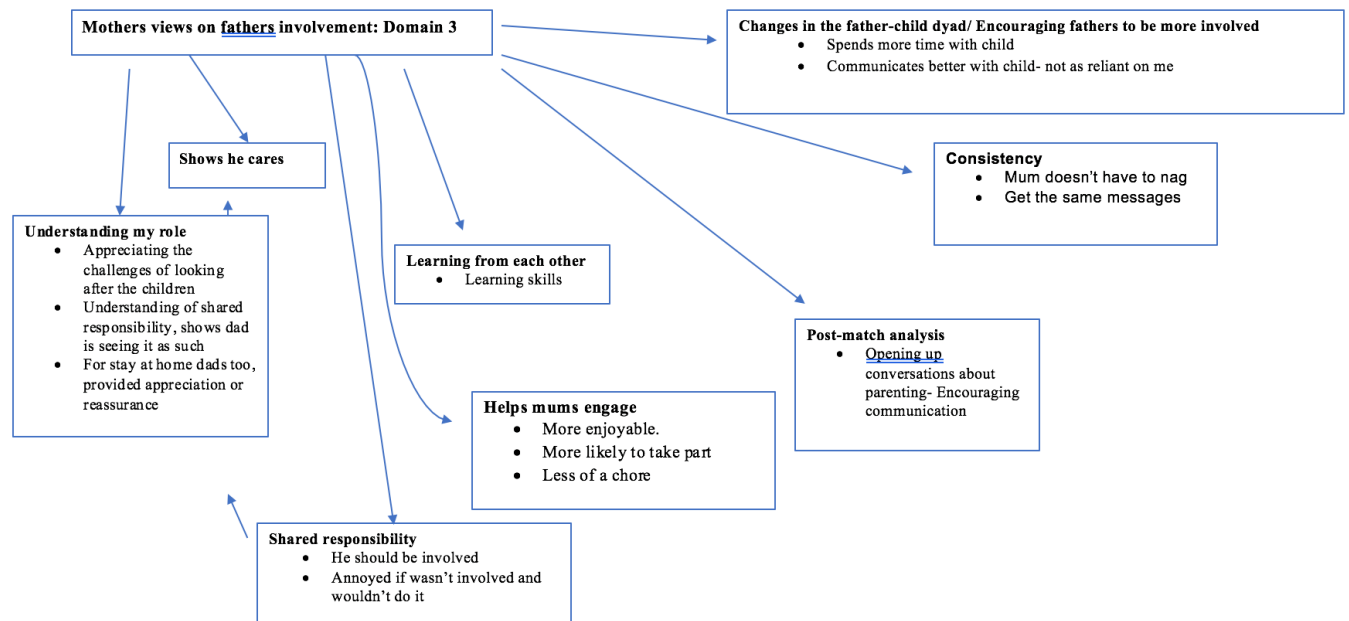 Mothers views on fathers involvement: Domain 3
Changes in the father-child dyad/ Encouraging fathers to be more involved
• Spends more time with child
• Communicates better with child- not as reliant on me
Shows he cares
Consistency
• Mum doesn’t have to nag
• Get the same messages
Understanding my role
• Appreciating the
challenges of looking
after the children
• Understanding of shared
responsibility, shows dad
is seeing it as such
• For stay at home dads too,
provided appreciation or
reassurance
Learning from each other
• Learning skills
Post-match analysis
• Opening up
conversations about
parenting- Encouraging
communication
Helps mums engage
• More enjoyable.
• More likely to take part
• Less of a chore
Shared responsibility
• He should be involved
• Annoyed if wasn’t involved and
wouldn’t do it